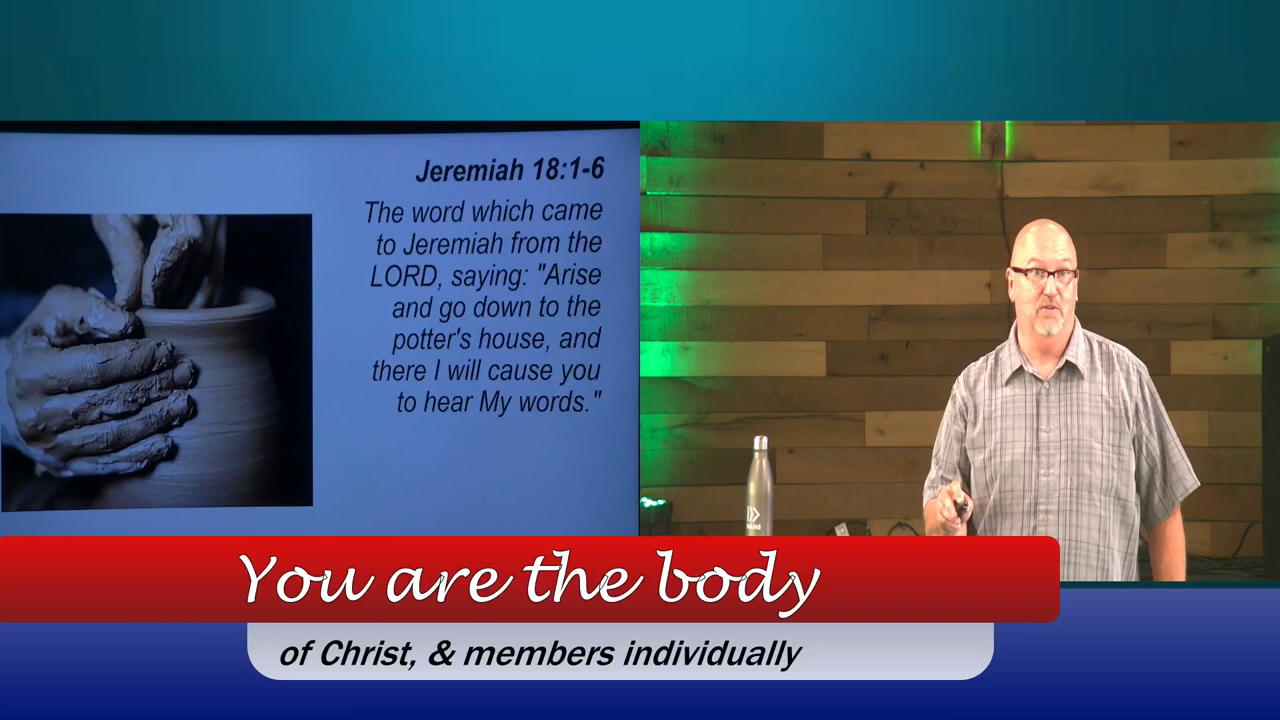 Jeremiah 18:1-6
The word which came
to Jeremiah from the
LORD, saying: "Arise
and go down to the
potter's house, and
there I will cause you
to hear My words."
You are the body
of Christ, & members individually